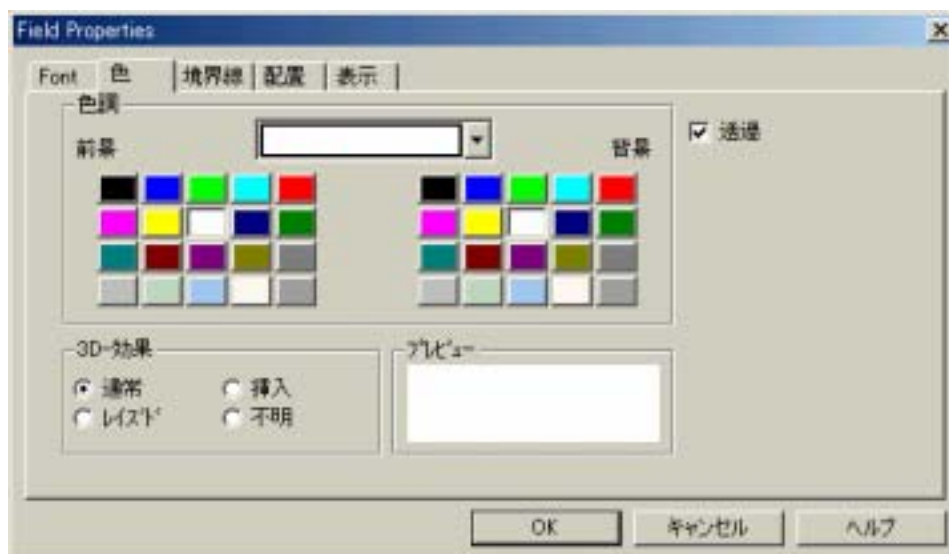 Field Properties
Font 色 境界線 配置 表示
色調
前景 背景
透過
3D-効果
通常 挿入
ﾚｲｽﾞﾄﾞ 不明
ﾌﾟﾚﾋﾞｭｰ
OK キャンセル ヘルプ